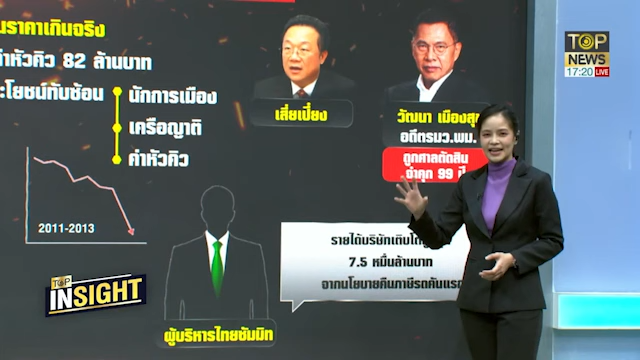 นราคาเกินจริง
ค่าหัวคิว 82 ล้านบาท
ะโยชน์ทับซ้อน
นักการเมือง
เครือญาติ
ค่าหัวคิว
2011-2013
เสี่ยเปี๋ยง
วัฒนา เมืองสุ
อดีตรมว.พม.
ถูกศาลตัดสิน
จำคุก 99 ปี
รายได้บริษัทเติบโต
7.5 หมื่นล้านบาท
จากนโยบายคืนภาษีรถคันแรก
ผู้บริหารไทยซัมมิท
TOP
INSIGHT
TOP
NEWS
17:20 LIVE